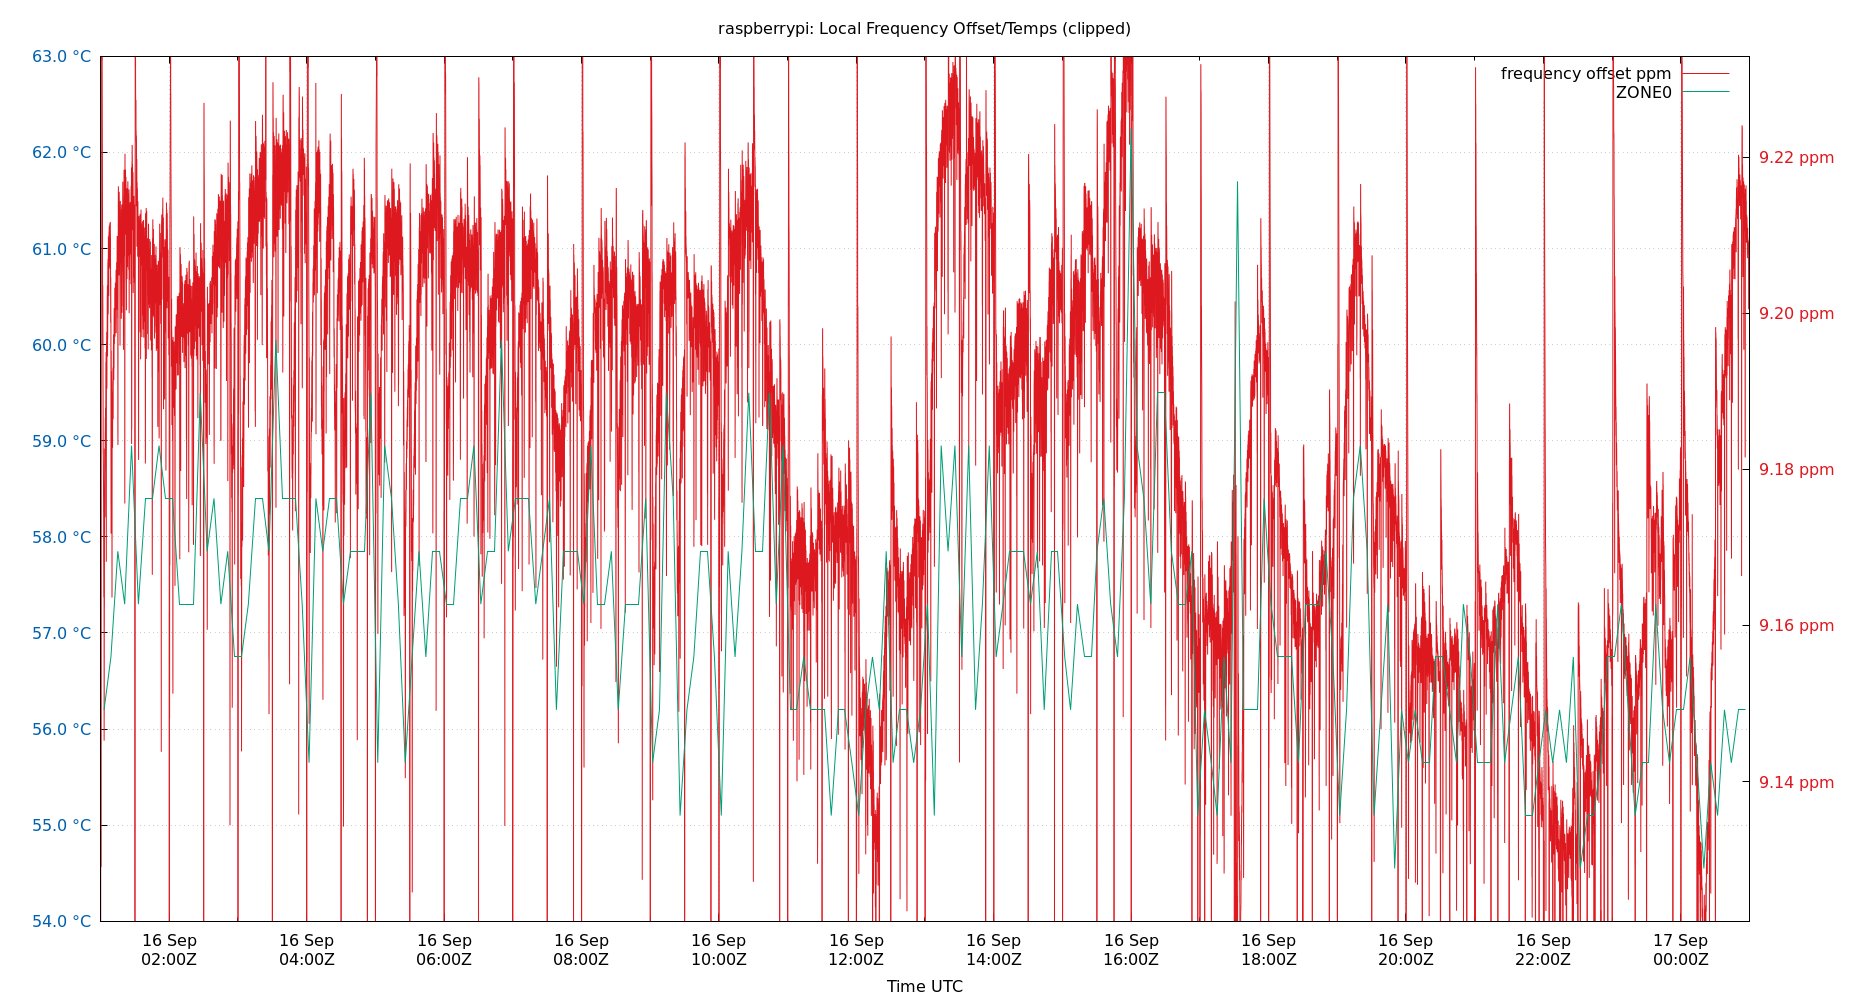 raspberrypi: Local Frequency Offset/Temps (clipped)
63.0 °C
62.0 °C
61.0 °C
60.0 °C
59.0 °C
58.0 °C
57.0 °C
56.0 °C
55.0 °C
54.0 °C
frequency offset ppm
ZONE0
9.22 ppm
9.20 ppm
9.18 ppm
9.16 ppm
9.14 ppm
16 Sep 16 Sep 16 Sep 16 Sep 16 Sep 16 Sep 16 Sep 16 Sep 16 Sep 16 Sep 16 Sep 17 Sep
02:00Z 04:00Z 06:00Z 08:00Z 10:00Z 12:00Z 14:00Z 16:00Z 18:00Z 20:00Z 22:00Z 00:00Z
Time UTC